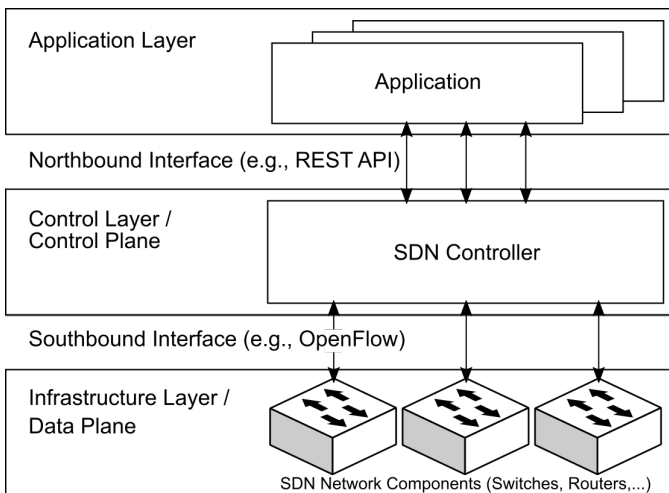 Application Layer
Application
Northbound Interface (e.g., REST API)
Control Layer /
Control Plane
SDN Controller
Southbound Interface (e.g., OpenFlow)
Infrastructure Layer /
Data Plane
SDN Network Components (Switches, Routers,...)